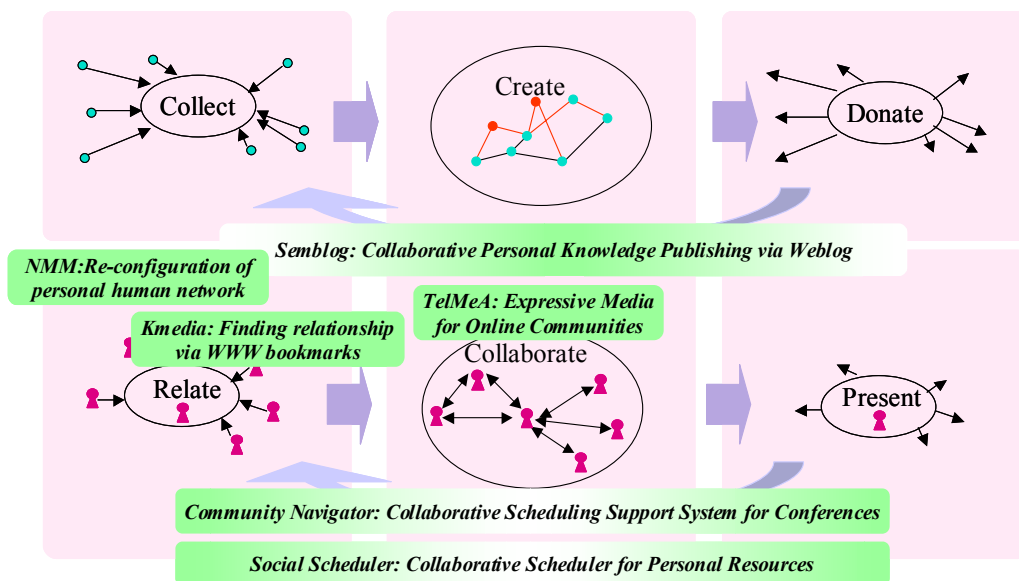 Collect
Create
Donate
Semblog: Collaborative Personal Knowledge Publishing via Weblog
NMM:Re-configuration of
personal human network
Kmedia: Finding relationship
via WWW bookmarks
TelMeA: Expressive Media
for Online Communities
Relate
Collaborate
Present
Community Navigator: Collaborative Scheduling Support System for Conferences
Social Scheduler: Collaborative Scheduler for Personal Resources